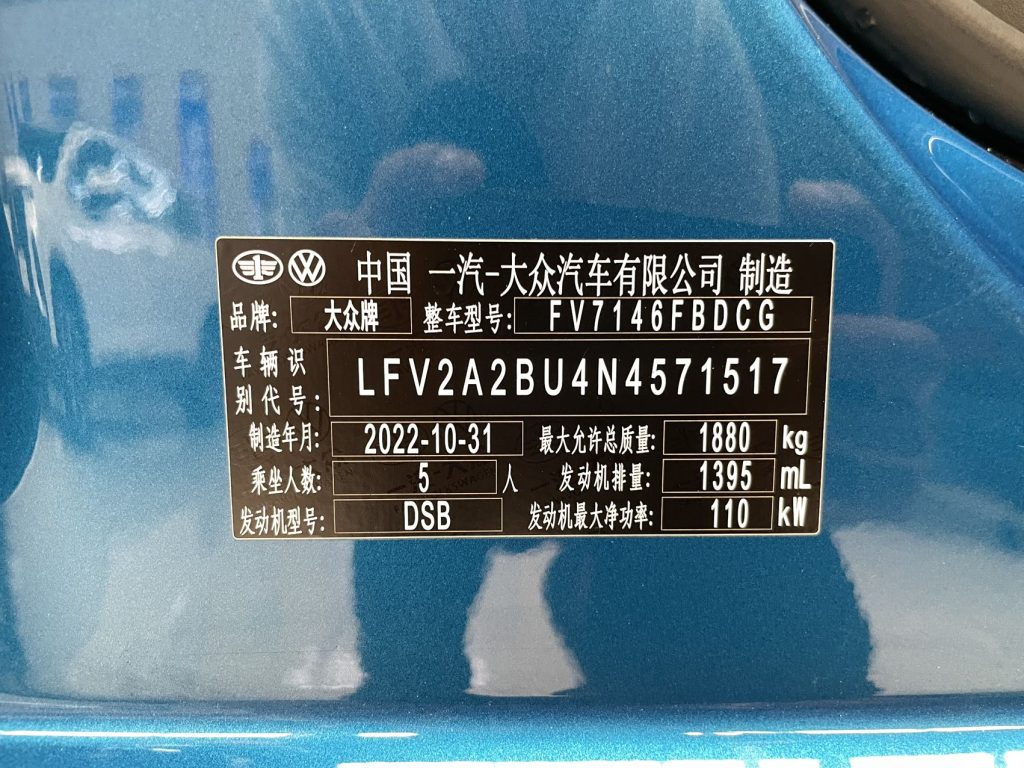 中国 一汽-大众汽车有限公司 制造
品牌: 大众牌 整车型号: FV7146FBDCG
车辆识别代号: LFV2A2BU4N4571517
制造年月: 2022-10-31 最大允许总质量: 1880 kg
乘坐人数: 5 人 发动机排量: 1395 mL
发动机型号: DSB 发动机最大净功率: 110 kW